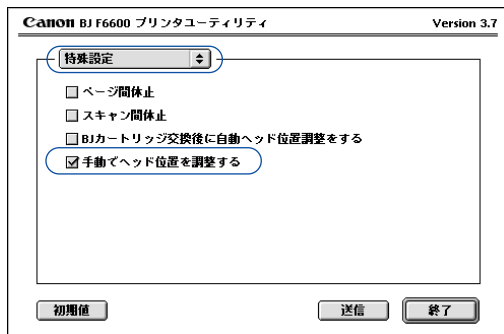 Canon BJ F6600 プリンタユーティリティ Version 3.7
特殊設定
ページ間休止
スキャン間休止
BJカートリッジ交換後に自動ヘッド位置調整をする
手動でヘッド位置を調整する
初期値 送信 終了